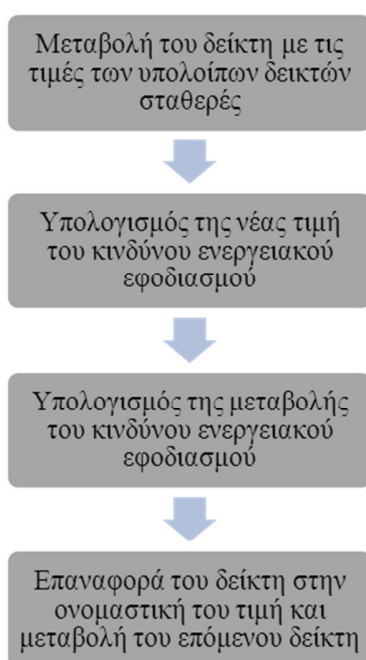 Μεταβολή του δείκτη με τις
τιμές των υπολοίπων δεικτών
σταθερές
Υπολογισμός της νέας τιμή
του κινδύνου ενεργειακού
εφοδιασμού
Υπολογισμός της μεταβολής
του κινδύνου ενεργειακού
εφοδιασμού
Επαναφορά του δείκτη στην
ονομαστική του τιμή και
μεταβολή του επόμενου δείκτη